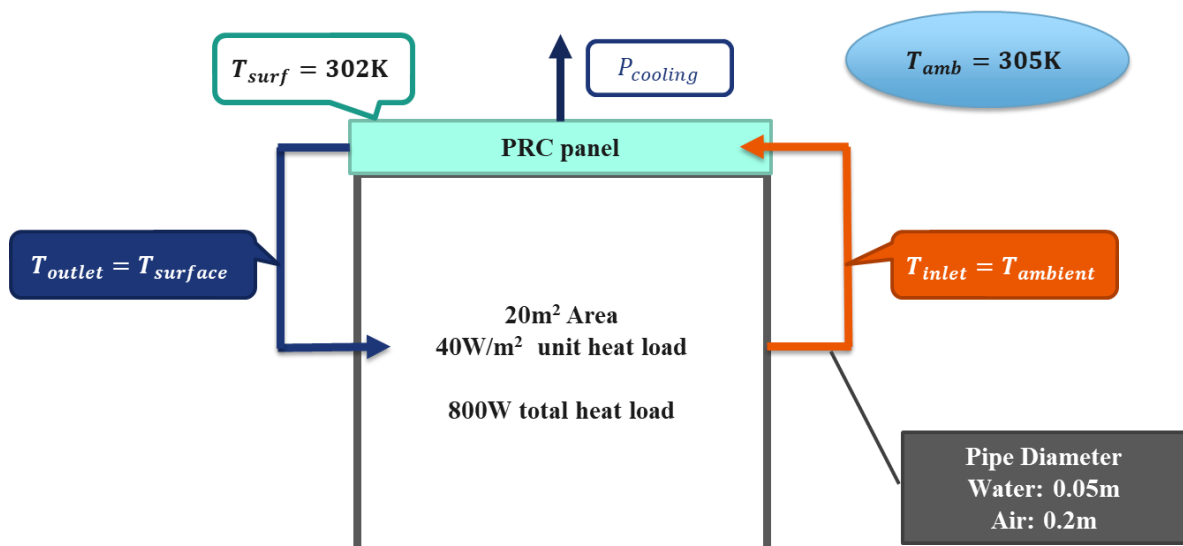 T_surf = 302K
P_cooling
T_amb = 305K
PRC panel
T_outlet = T_surface
T_inlet = T_ambient
20m² Area
40W/m² unit heat load
800W total heat load
Pipe Diameter
Water: 0.05m
Air: 0.2m